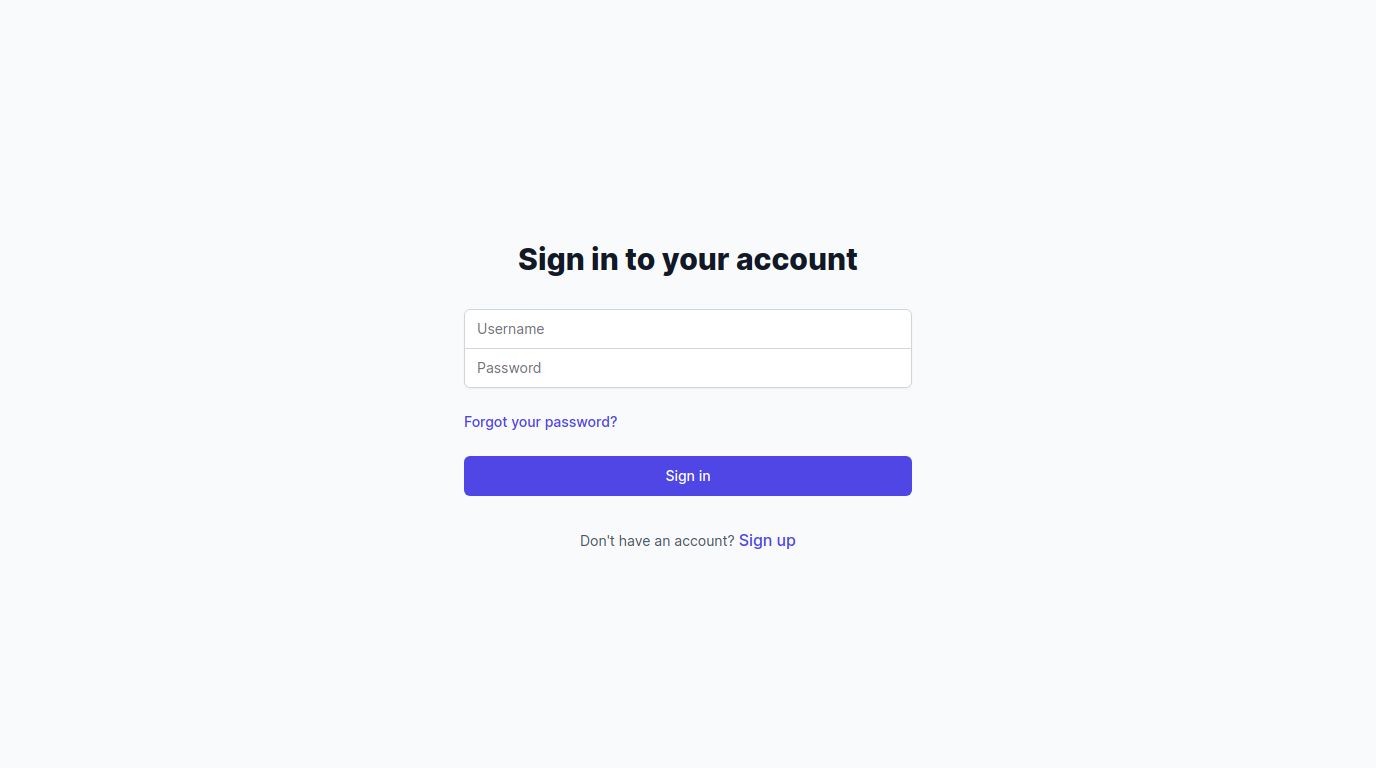 Sign in to your account
Username
Password
Forgot your password?
Sign in
Don't have an account? Sign up